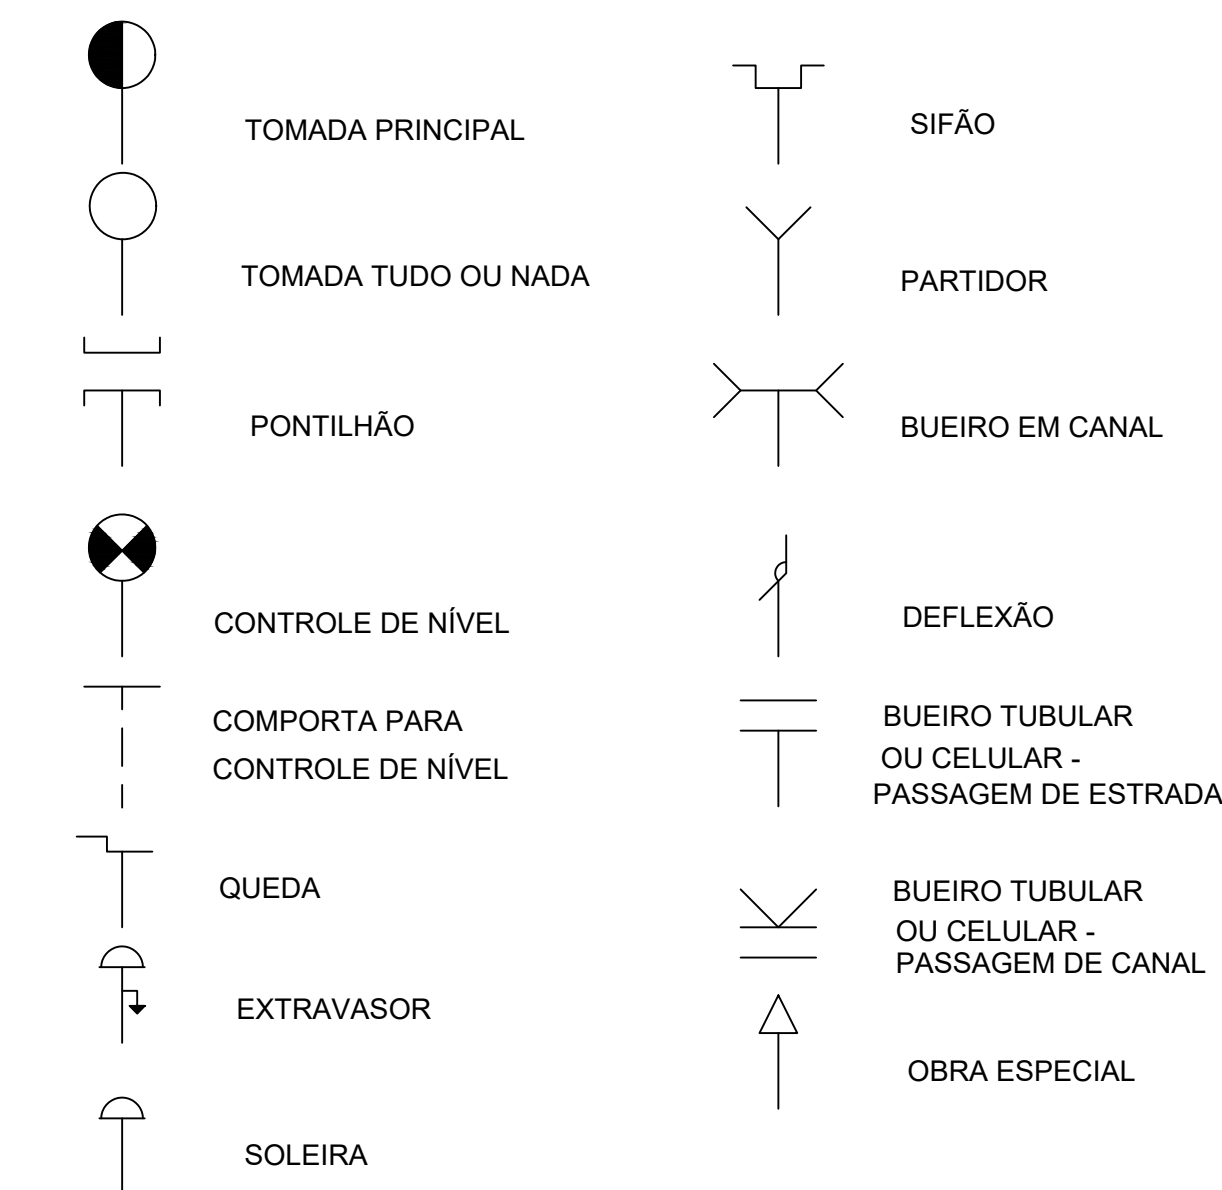 TOMADA PRINCIPAL
TOMADA TUDO OU NADA
PONTILHÃO
CONTROLE DE NÍVEL
COMPORTA PARA
CONTROLE DE NÍVEL
QUEDA
EXTRAVASOR
SOLEIRA
SIFÃO
PARTIDOR
BUEIRO EM CANAL
DEFLEXÃO
BUEIRO TUBULAR
OU CELULAR -
PASSAGEM DE ESTRADA
BUEIRO TUBULAR
OU CELULAR -
PASSAGEM DE CANAL
OBRA ESPECIAL